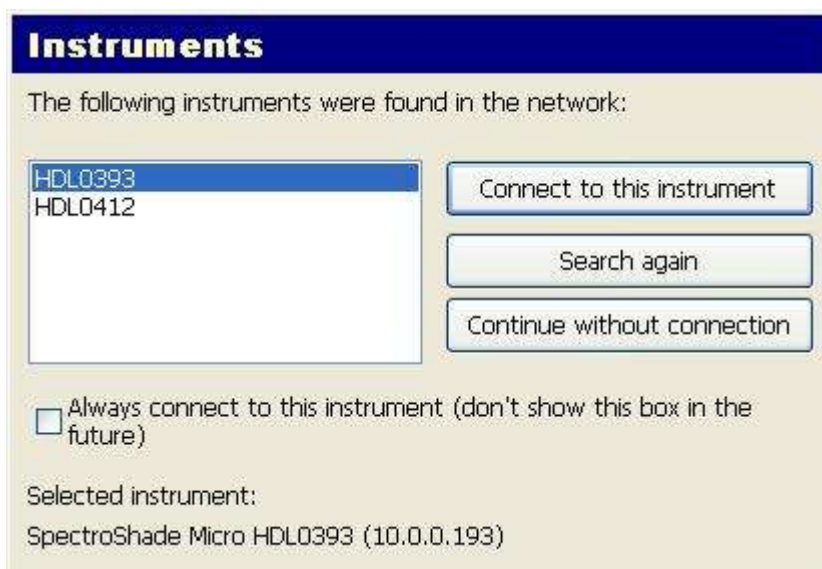 Instruments
The following instruments were found in the network:
HDL0393
HDL0412
Connect to this instrument
Search again
Continue without connection
Always connect to this instrument (don't show this box in the
future)
Selected instrument:
SpectroShade Micro HDL0393 (10.0.0.193)